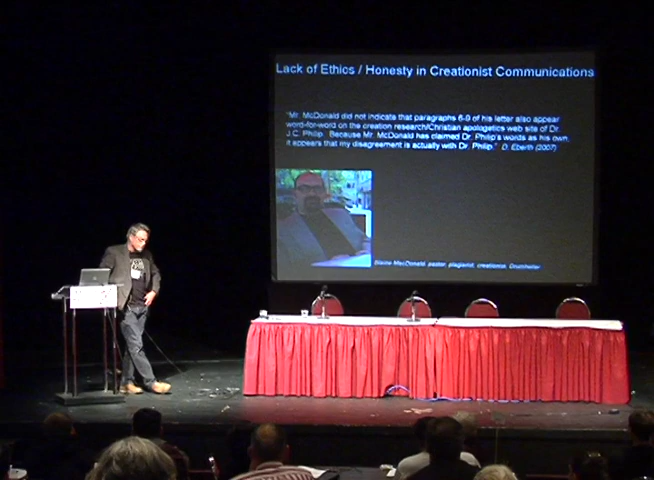 Lack of Ethics / Honesty in Creationist Communications
"Mr. McDonald did not indicate that paragraphs 6-9 of his letter also appear
word-for-word on the creation research/Christian apologetics web site of Dr.
J.C. Philip. Because Mr. McDonald has claimed Dr. Philip's words as his own,
it appears that my disagreement is actually with Dr. Philip." D. Eberth (2007)
Blaine MacDonald: pastor, plagiarist, creationist, Drumheller